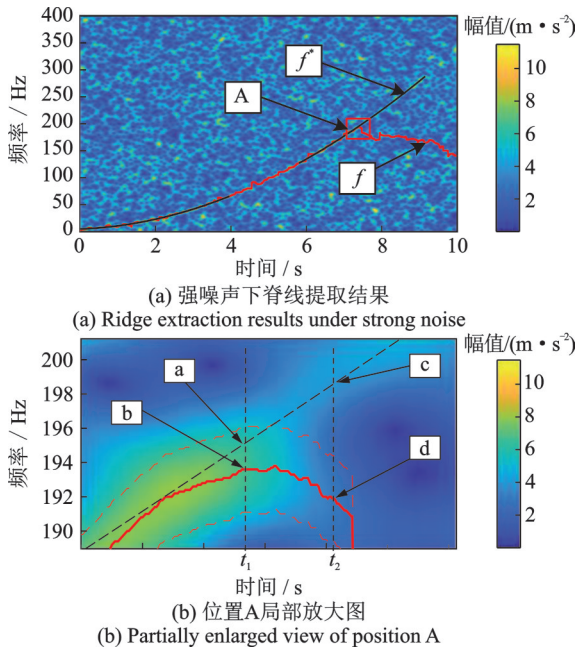 幅值/(m·s⁻²)
400
350
300
250
200
150
100
50
0
频率 / Hz
f*
A
f
10
8
6
4
2
0 2 4 6 8 10
时间 / s
(a) 强噪声下脊线提取结果
(a) Ridge extraction results under strong noise
幅值/(m·s⁻²)
200
198
196
194
192
190
频率 / Hz
a
b
c
d
10
8
6
4
2
t₁ t₂
时间 / s
(b) 位置A局部放大图
(b) Partially enlarged view of position A